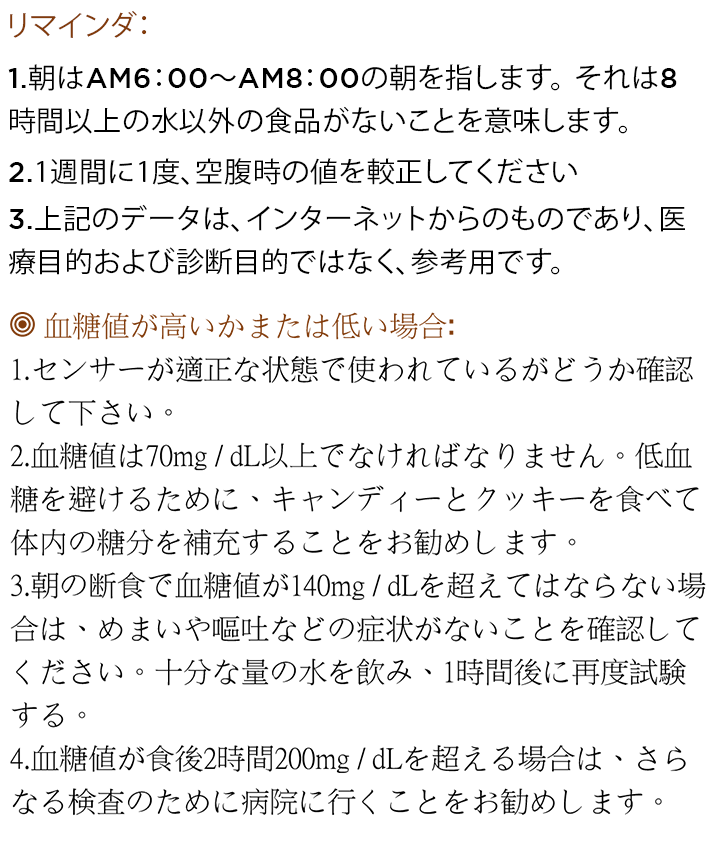 リマインダ：
1.朝はAM6：00～AM8：00の朝を指します。それは8
時間以上の水以外の食品がないことを意味します。
2.1週間に1度、空腹時の値を較正してください
3.上記のデータは、インターネットからのものであり、医
療目的および診断目的ではなく、参考用です。
◎ 血糖値が高いかまたは低い場合:
1.センサーが適正な状態で使われているがどうか確認
して下さい。
2.血糖値は70mg / dL以上でなければなりません。低血
糖を避けるために、キャンディーとクッキーを食べて
体内の糖分を補充することをお勧めします。
3.朝の断食で血糖値が140mg / dLを超えてはならない場
合は、めまいや嘔吐などの症状がないことを確認して
ください。十分な量の水を飲み、1時間後に再度試験
する。
4.血糖値が食後2時間200mg / dLを超える場合は、さら
なる検査のために病院に行くことをお勧めします。